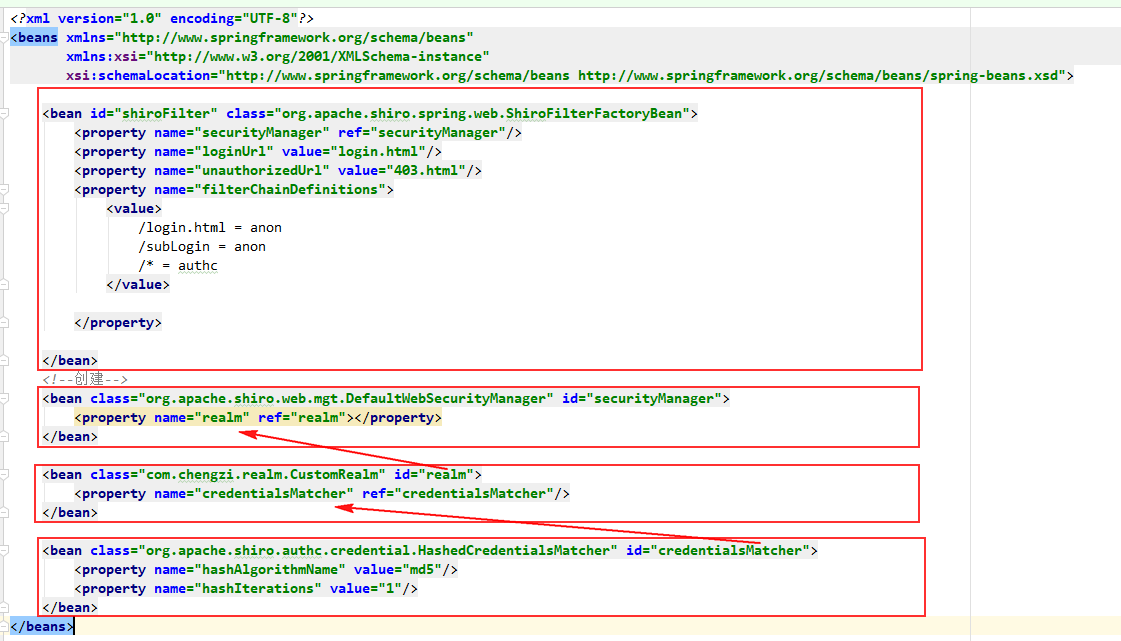 <?xml version="1.0" encoding="UTF-8"?>
<beans xmlns="http://www.springframework.org/schema/beans"
       xmlns:xsi="http://www.w3.org/2001/XMLSchema-instance"
       xsi:schemaLocation="http://www.springframework.org/schema/beans http://www.springframework.org/schema/beans/spring-beans.xsd">
    <bean id="shiroFilter" class="org.apache.shiro.spring.web.ShiroFilterFactoryBean">
        <property name="securityManager" ref="securityManager"/>
        <property name="loginUrl" value="login.html"/>
        <property name="unauthorizedUrl" value="403.html"/>
        <property name="filterChainDefinitions">
            <value>
                /login.html = anon
                /subLogin = anon
                /* = authc
            </value>
        </property>
    </bean>
    <!--创建-->
    <bean class="org.apache.shiro.web.mgt.DefaultWebSecurityManager" id="securityManager">
        <property name="realm" ref="realm"></property>
    </bean>
    <bean class="com.chengzi.realm.CustomRealm" id="realm">
        <property name="credentialsMatcher" ref="credentialsMatcher"/>
    </bean>
    <bean class="org.apache.shiro.authc.credential.HashedCredentialsMatcher" id="credentialsMatcher">
        <property name="hashAlgorithmName" value="md5"/>
        <property name="hashIterations" value="1"/>
    </bean>
</beans>